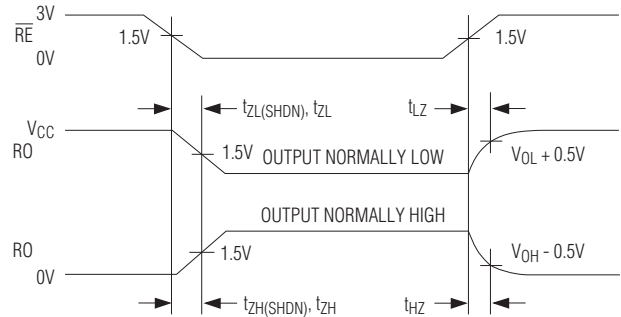 3V
RE
1.5V
1.5V
0V
tZL(SHDN), tZL
tLZ
VCC
RO
1.5V
OUTPUT NORMALLY LOW
VOL + 0.5V
OUTPUT NORMALLY HIGH
RO
1.5V
VOH - 0.5V
0V
tZH(SHDN), tZH
tHZ